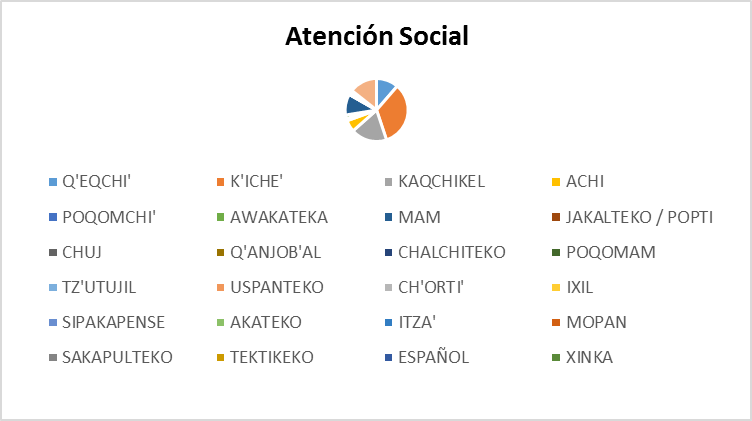 Atención Social
Q'EQCHI' K'ICHE' KAQCHIKEL ACHI
POQOMCHI' AWAKATEKA MAM JAKALTEKO / POPTI
CHUJ Q'ANJOB'AL CHALCHITEKO POQOMAM
TZ'UTUJIL USPANTEKO CH'ORTI' IXIL
SIPAKAPENSE AKATEKO ITZA' MOPAN
SAKAPULTEKO TEKTIKEKO ESPAÑOL XINKA